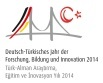 Deutsch-Türkisches Jahr der
Forschung, Bildung und Innovation 2014
Türk-Alman Araştırma,
Eğitim ve İnovasyon Yılı 2014